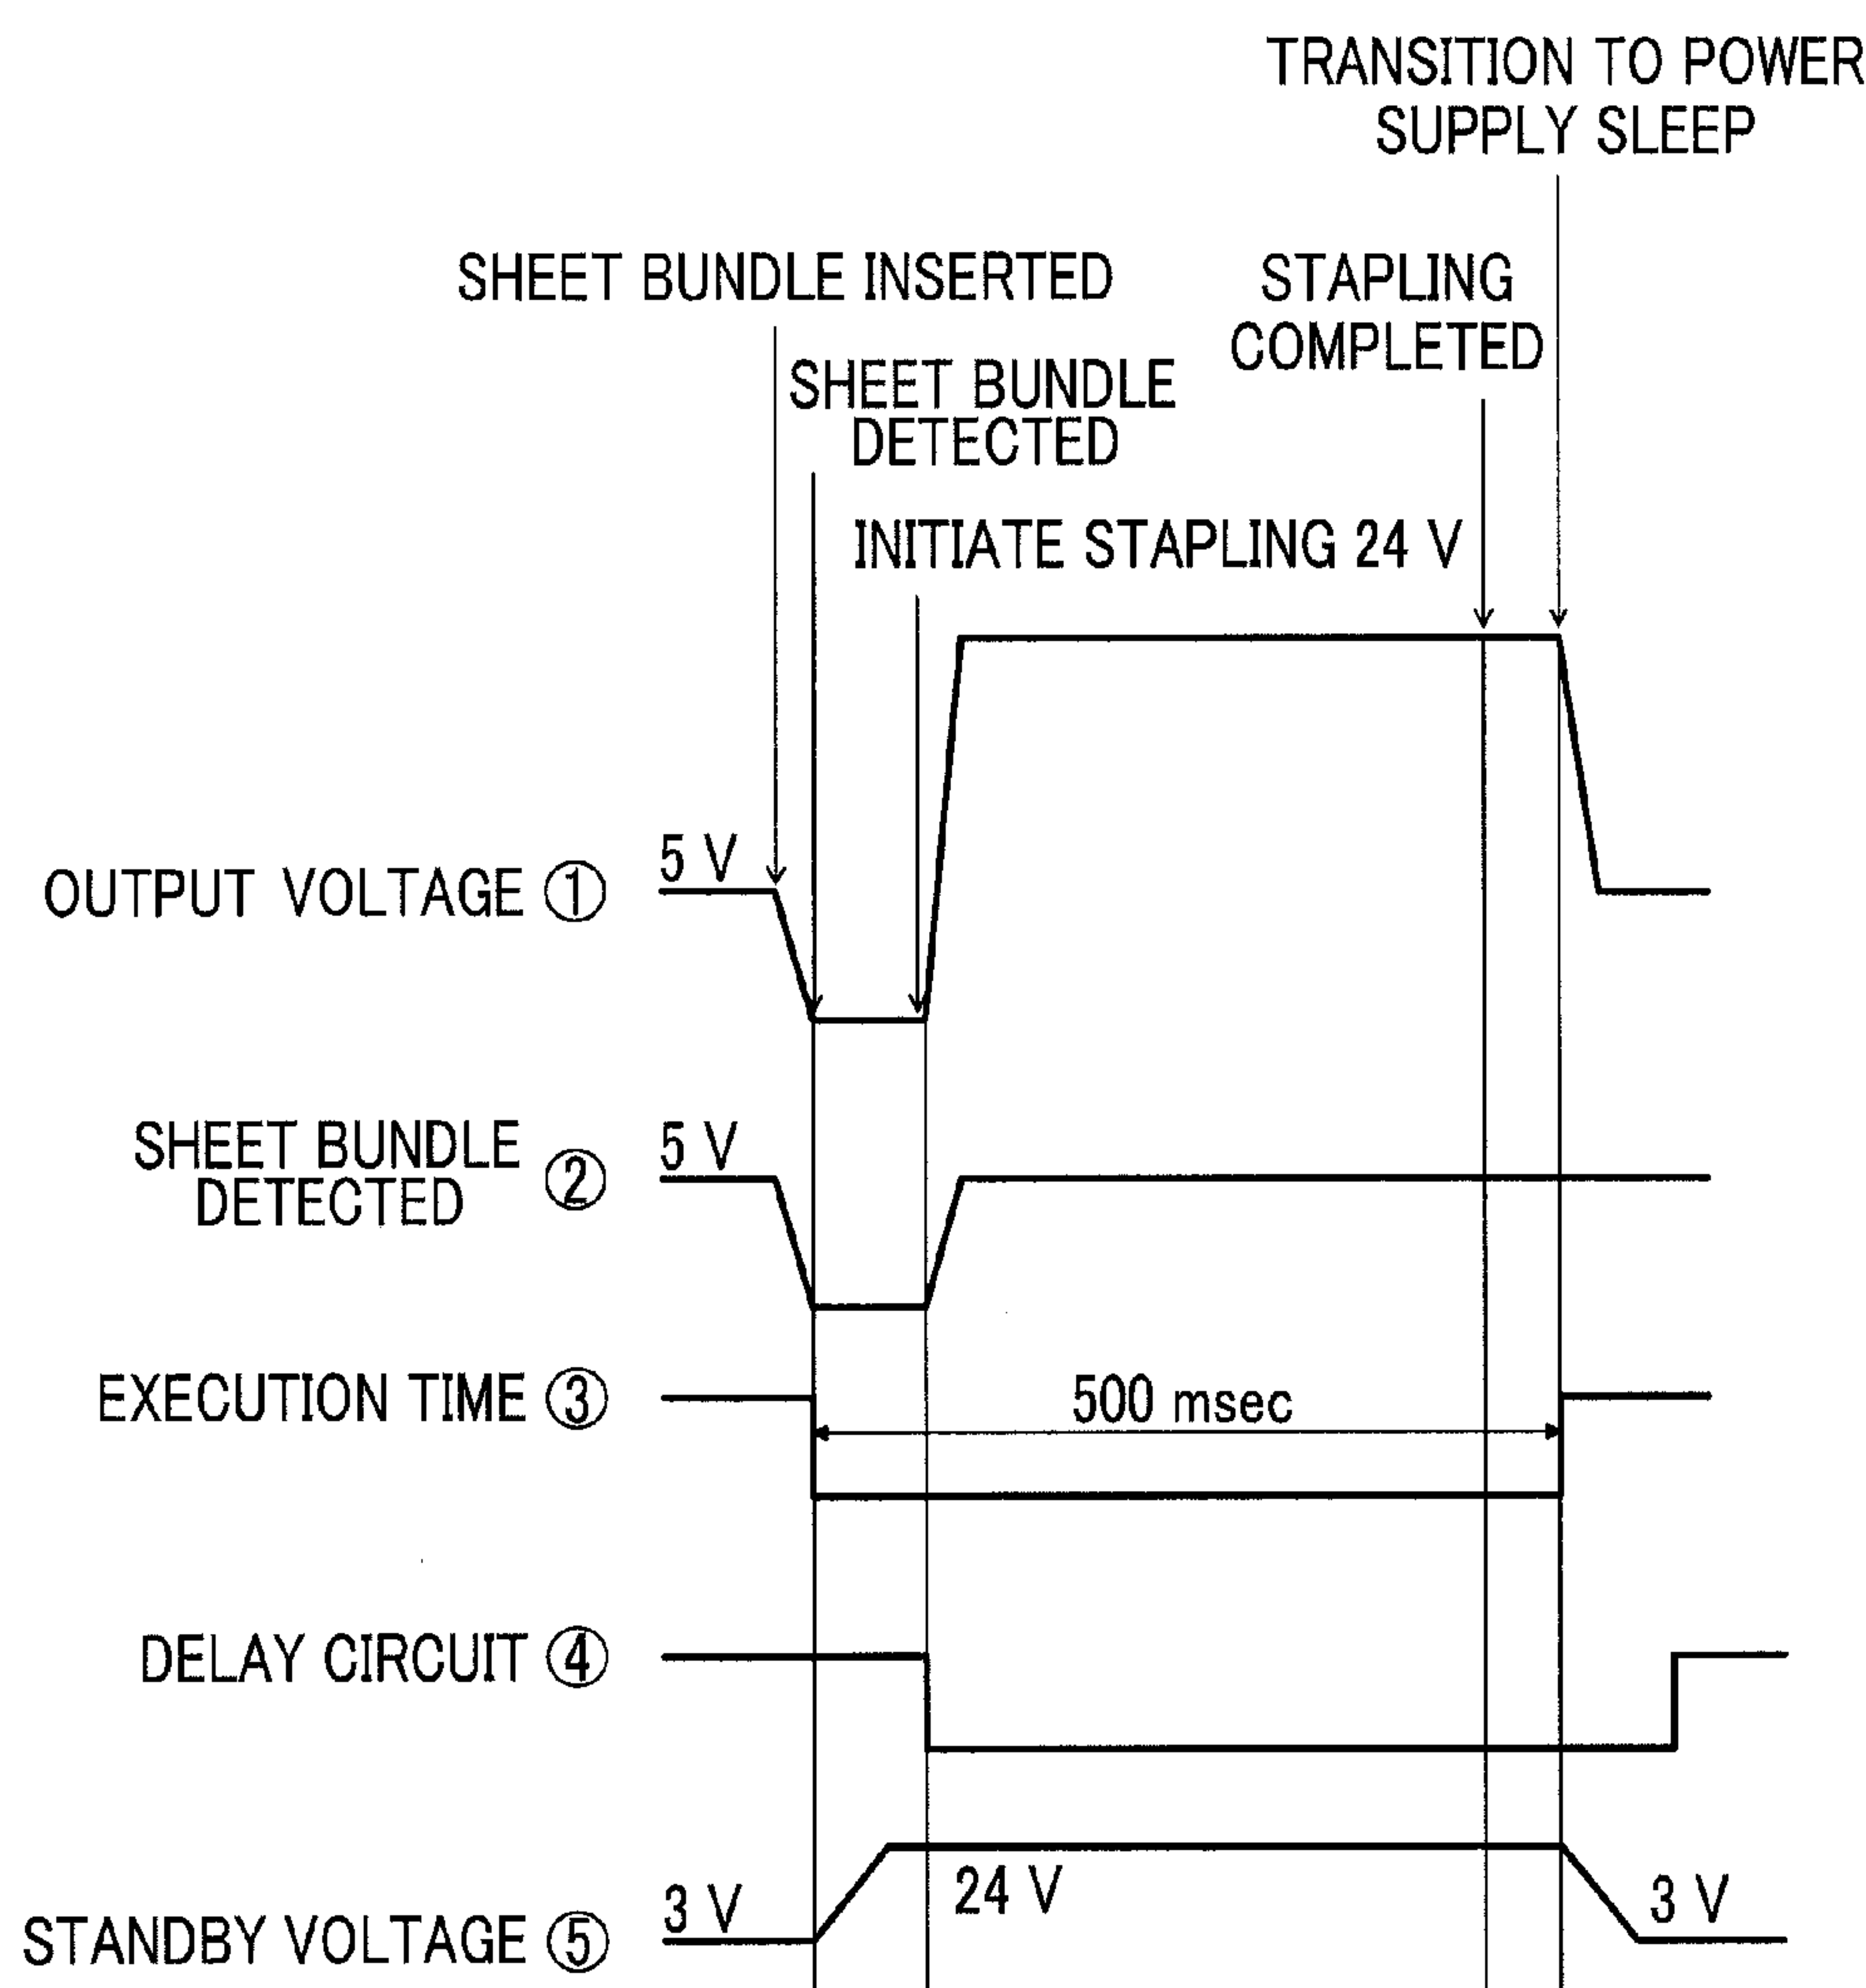 TRANSITION TO POWER
SUPPLY SLEEP
SHEET BUNDLE INSERTED
STAPLING
COMPLETED
SHEET BUNDLE
DETECTED
INITIATE STAPLING 24 V
OUTPUT VOLTAGE ①
5 V
SHEET BUNDLE
DETECTED ②
5 V
EXECUTION TIME ③
500 msec
DELAY CIRCUIT ④
STANDBY VOLTAGE ⑤
3 V
24 V
3 V